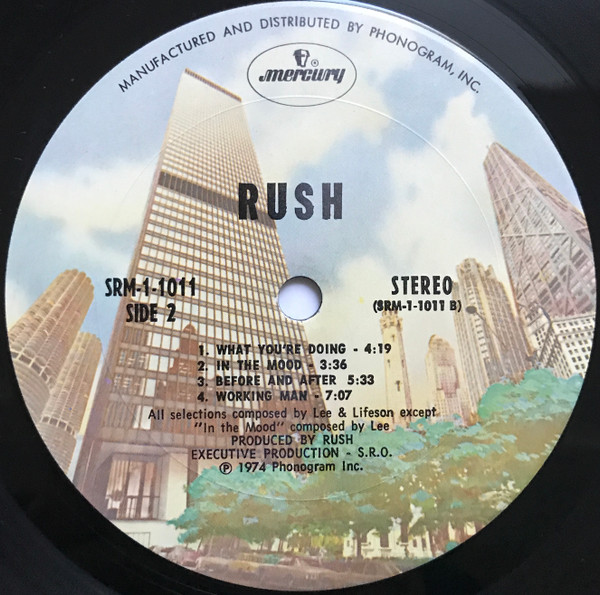 MANUFACTURED AND DISTRIBUTED BY PHONOGRAM, INC.
®
mercury
RUSH
SRM-1-1011
SIDE 2
STEREO
(SRM-1-1011 B)
1. WHAT YOU'RE DOING - 4:19
2. IN THE MOOD - 3:36
3. BEFORE AND AFTER 5:33
4. WORKING MAN - 7:07
All selections composed by Lee & Lifeson except
"In the Mood" composed by Lee
PRODUCED BY RUSH
EXECUTIVE PRODUCTION - S.R.O.
℗ 1974 Phonogram Inc.